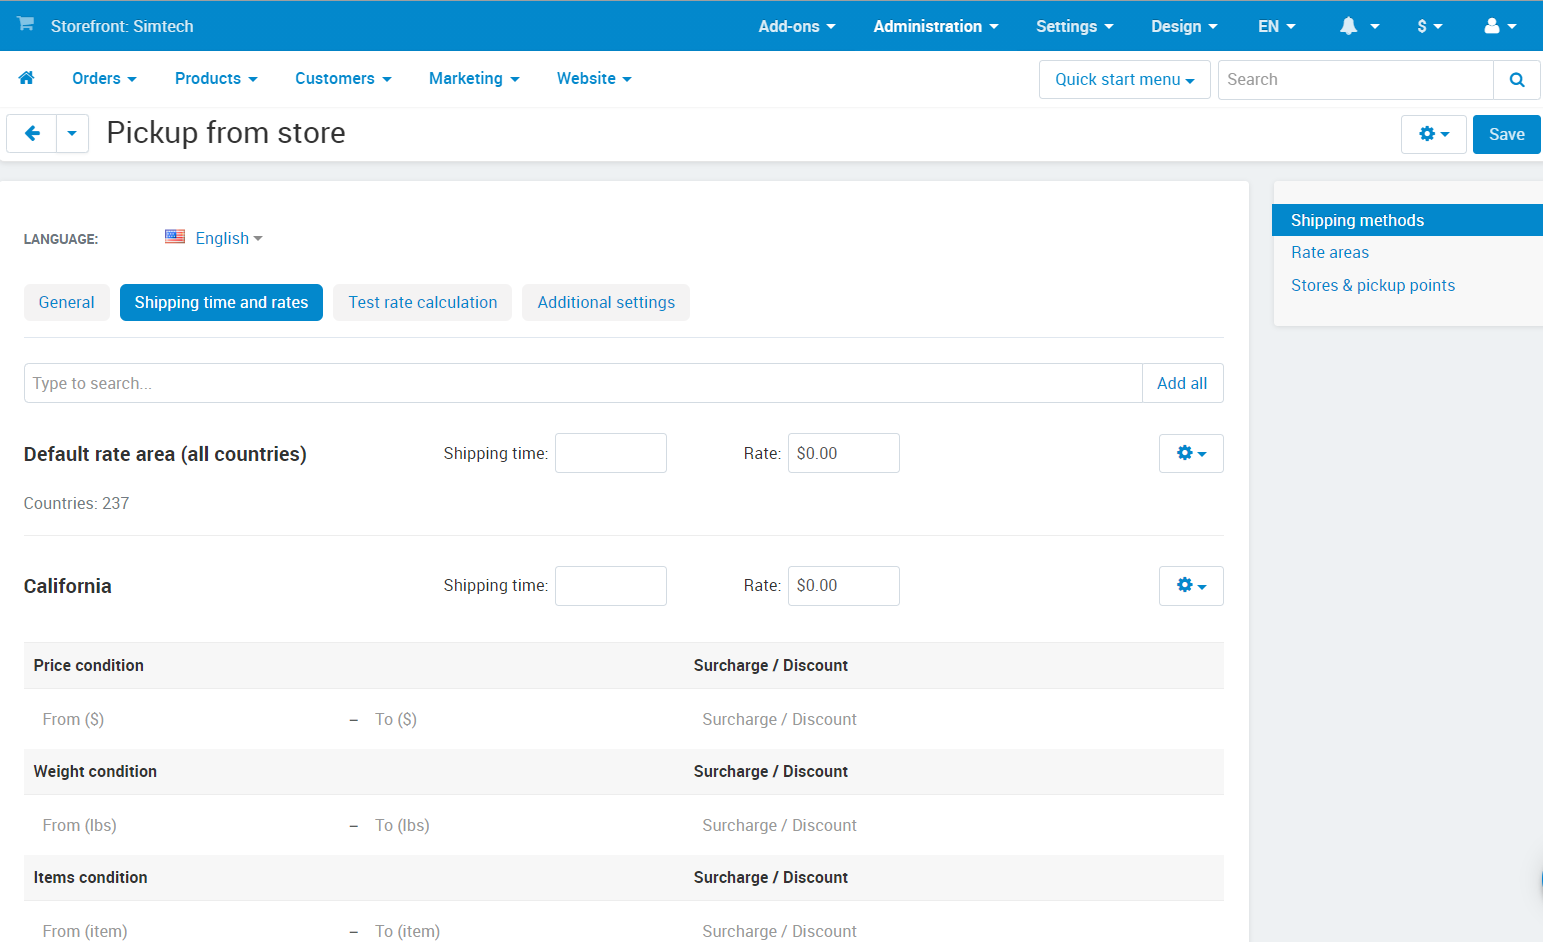 Storefront: Simtech Add-ons Administration Settings Design EN $
Orders Products Customers Marketing Website Quick start menu Search
Pickup from store Save
LANGUAGE: English
Shipping methods
Rate areas
Stores & pickup points
General Shipping time and rates Test rate calculation Additional settings
Type to search... Add all
Default rate area (all countries) Shipping time: Rate: $0.00
Countries: 237
California Shipping time: Rate: $0.00
Price condition Surcharge / Discount
From ($) – To ($) Surcharge / Discount
Weight condition Surcharge / Discount
From (lbs) – To (lbs) Surcharge / Discount
Items condition Surcharge / Discount
From (item) – To (item) Surcharge / Discount